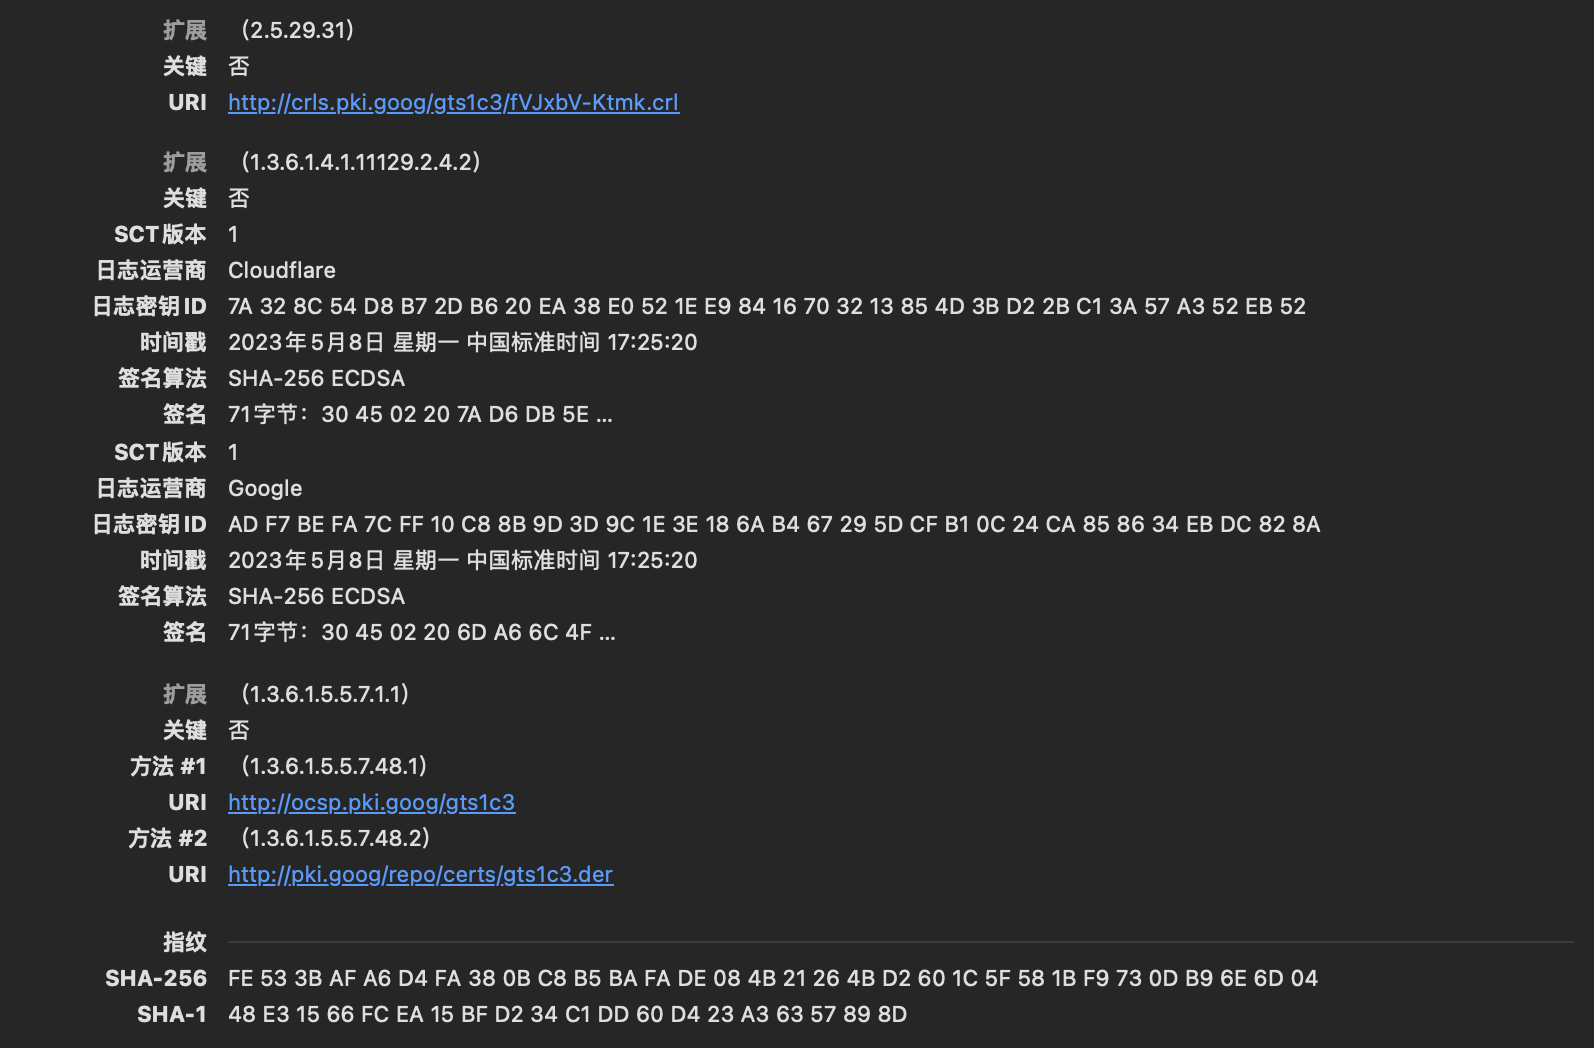 扩展 (2.5.29.31)
关键 否
URI http://crls.pki.goog/gts1c3/fVJxbV-Ktmk.crl
扩展 (1.3.6.1.4.1.11129.2.4.2)
关键 否
SCT版本 1
日志运营商 Cloudflare
日志密钥ID 7A 32 8C 54 D8 B7 2D B6 20 EA 38 E0 52 1E E9 84 16 70 32 13 85 4D 3B D2 2B C1 3A 57 A3 52 EB 52
时间戳 2023年5月8日 星期一 中国标准时间 17:25:20
签名算法 SHA-256 ECDSA
签名 71字节：30 45 02 20 7A D6 DB 5E ...
SCT版本 1
日志运营商 Google
日志密钥ID AD F7 BE FA 7C FF 10 C8 8B 9D 3D 9C 1E 3E 18 6A B4 67 29 5D CF B1 0C 24 CA 85 86 34 EB DC 82 8A
时间戳 2023年5月8日 星期一 中国标准时间 17:25:20
签名算法 SHA-256 ECDSA
签名 71字节：30 45 02 20 6D A6 6C 4F ...
扩展 (1.3.6.1.5.5.7.1.1)
关键 否
方法 #1 (1.3.6.1.5.5.7.48.1)
URI http://ocsp.pki.goog/gts1c3
方法 #2 (1.3.6.1.5.5.7.48.2)
URI http://pki.goog/repo/certs/gts1c3.der
指纹
SHA-256 FE 53 3B AF A6 D4 FA 38 0B C8 B5 BA FA DE 08 4B 21 26 4B D2 60 1C 5F 58 1B F9 73 0D B9 6E 6D 04
SHA-1 48 E3 15 66 FC EA 15 BF D2 34 C1 DD 60 D4 23 A3 63 57 89 8D